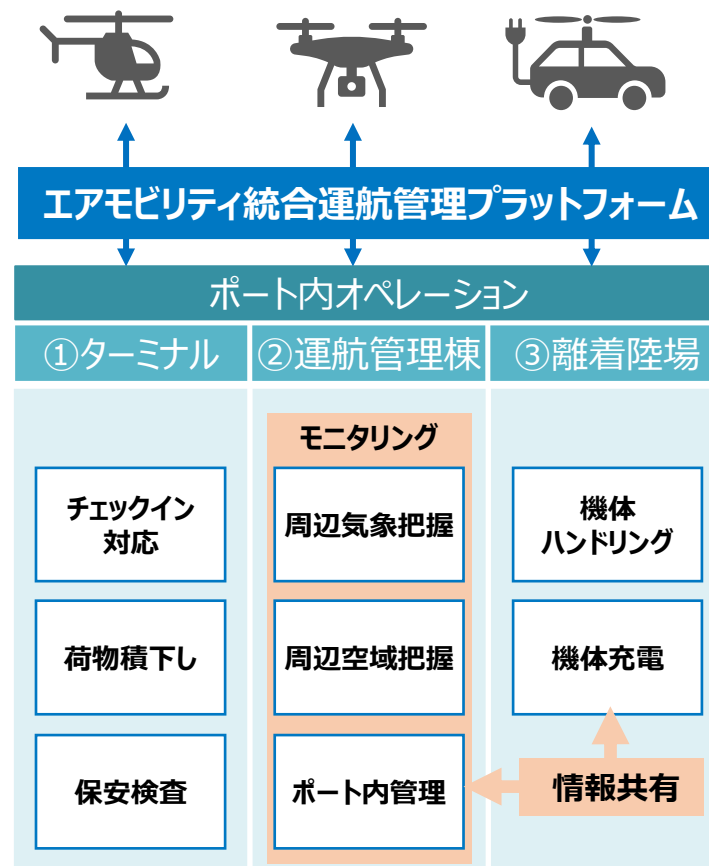 エアモビリティ統合運航管理プラットフォーム
ポート内オペレーション
①ターミナル
②運航管理棟
③離着陸場
チェックイン
対応
荷物積下し
保安検査
モニタリング
周辺気象把握
周辺空域把握
ポート内管理
機体
ハンドリング
機体充電
情報共有